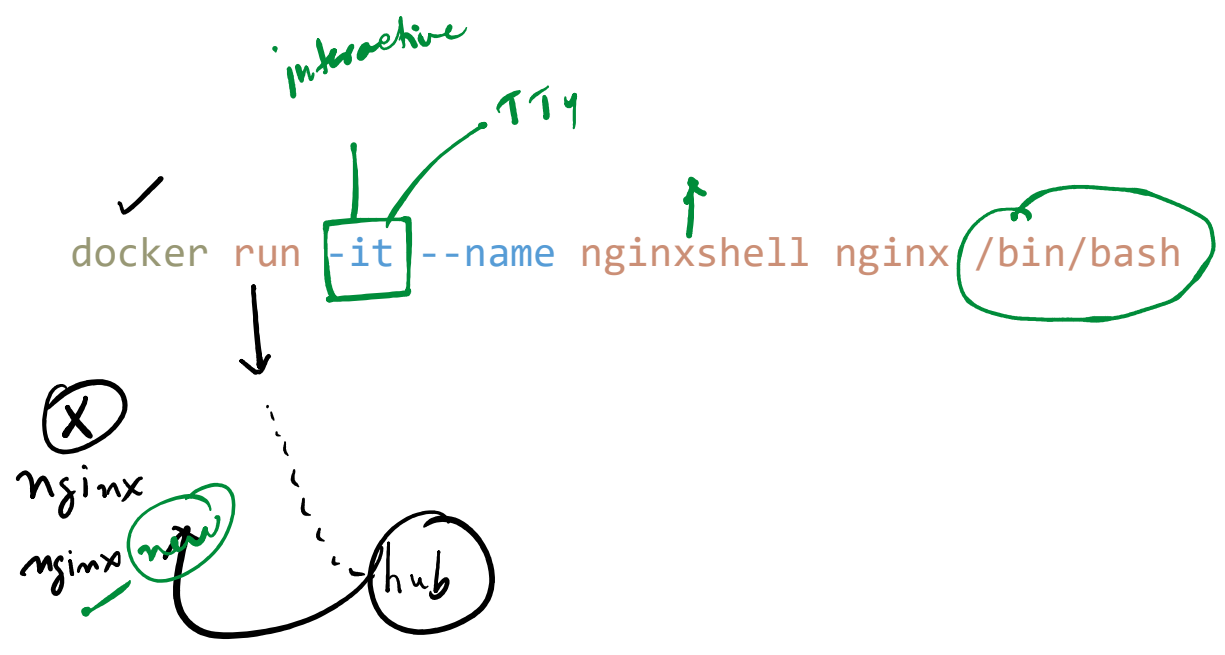 interactive
TTY
docker run -it --name nginxshell nginx /bin/bash
X
nginx
nginx new
hub